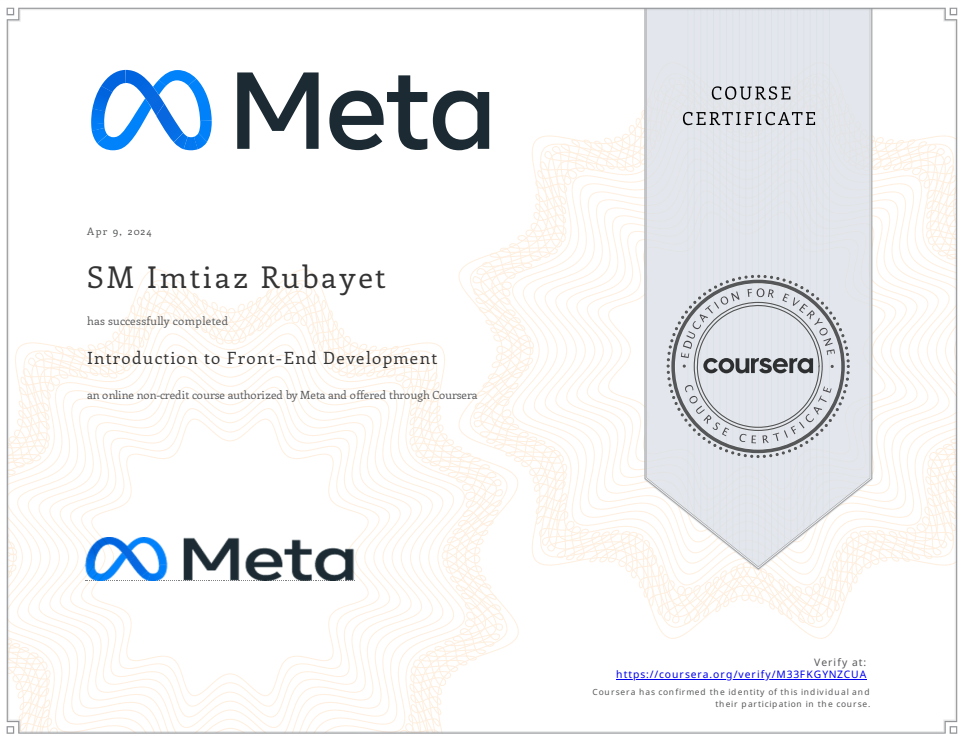 Meta
COURSE
CERTIFICATE
Apr 9, 2024
SM Imtiaz Rubayet
has successfully completed
Introduction to Front-End Development
an online non-credit course authorized by Meta and offered through Coursera
EDUCATION FOR EVERYONE
coursera
COURSE CERTIFICATE
Meta
Verify at:
https://coursera.org/verify/M33FKGYNZCUA
Coursera has confirmed the identity of this individual and
their participation in the course.